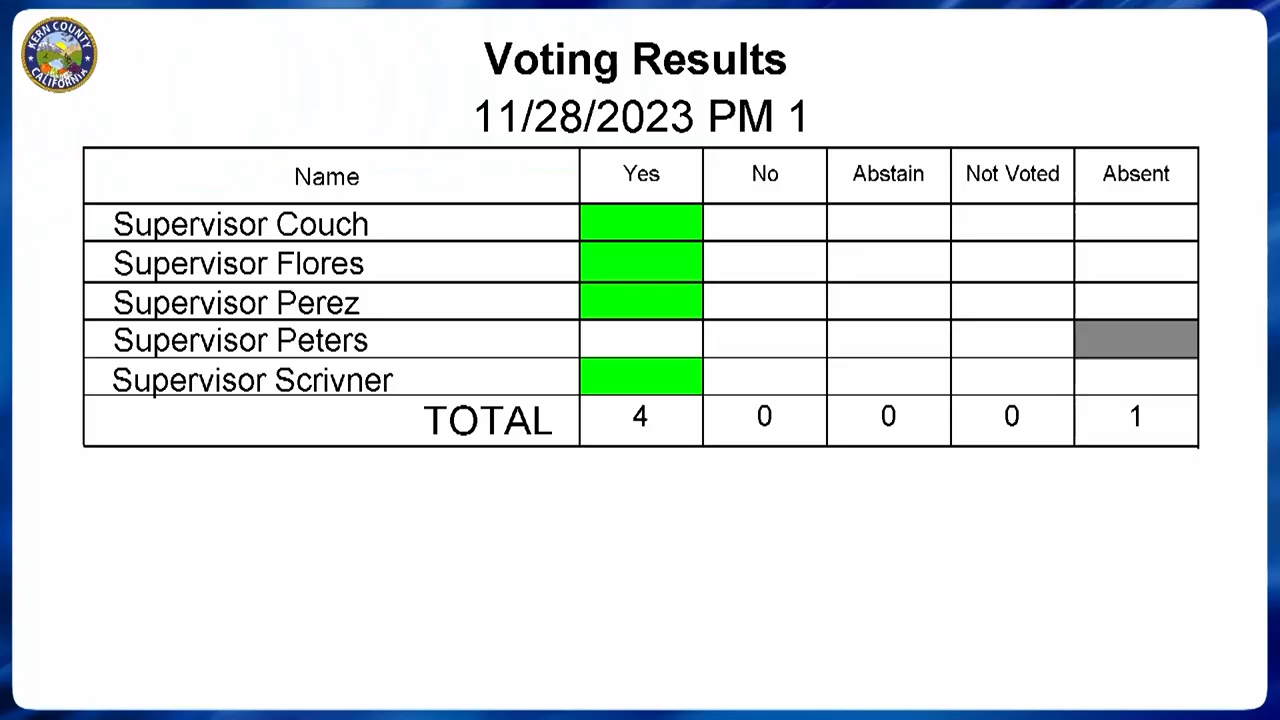 KERN COUNTY
CALIFORNIA
Voting Results
11/28/2023 PM 1
Name Yes No Abstain Not Voted Absent
Supervisor Couch
Supervisor Flores
Supervisor Perez
Supervisor Peters
Supervisor Scrivner
TOTAL 4 0 0 0 1